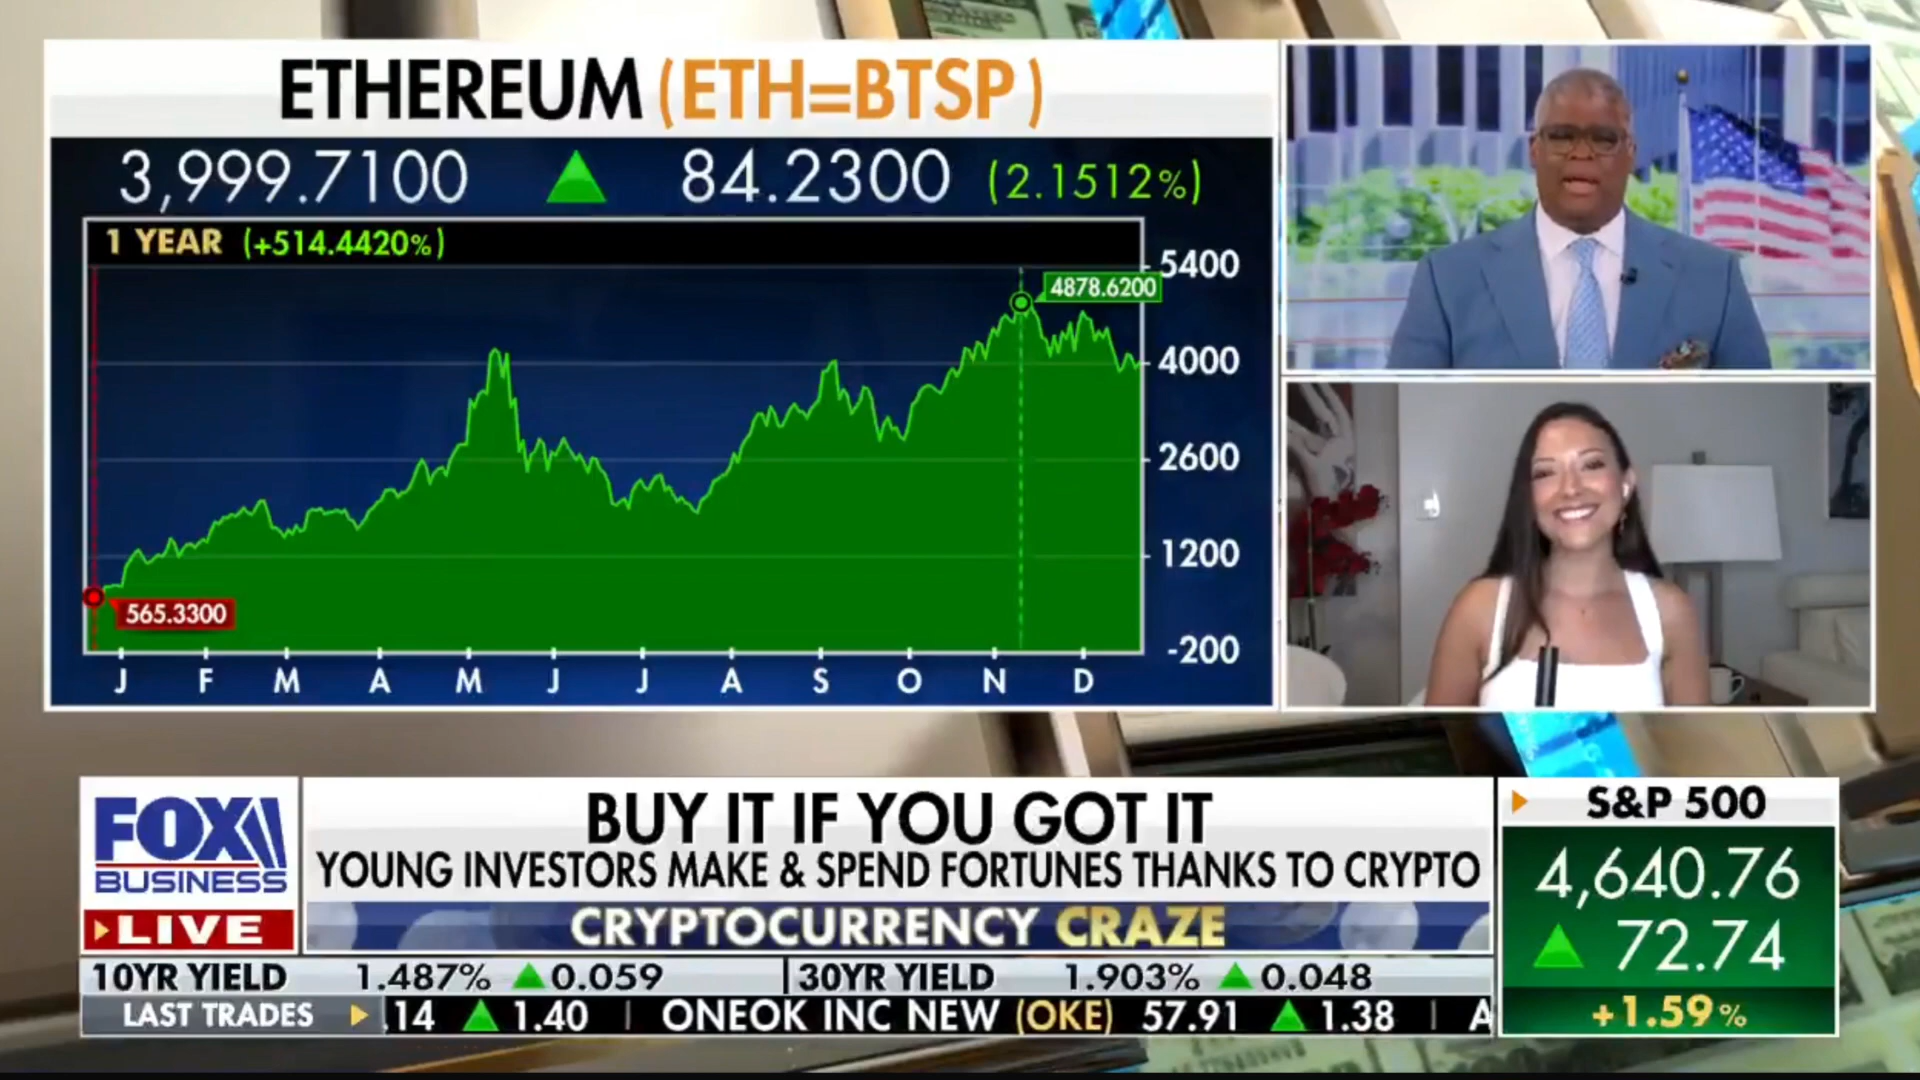 ETHEREUM (ETH=BTSP)
3,999.7100 ▲ 84.2300 (2.1512%)
1 YEAR (+514.4420%)
5400
4878.6200
4000
2600
1200
565.3300
-200
J F M A M J J A S O N D
FOX BUSINESS
LIVE
BUY IT IF YOU GOT IT
YOUNG INVESTORS MAKE & SPEND FORTUNES THANKS TO CRYPTO
CRYPTOCURRENCY CRAZE
S&P 500
4,640.76
▲ 72.74
+1.59%
10YR YIELD 1.487% ▲ 0.059 | 30YR YIELD 1.903% ▲ 0.048
LAST TRADES .14 ▲ 1.40 | ONEOK INC NEW (OKE) 57.91 ▲ 1.38 | A